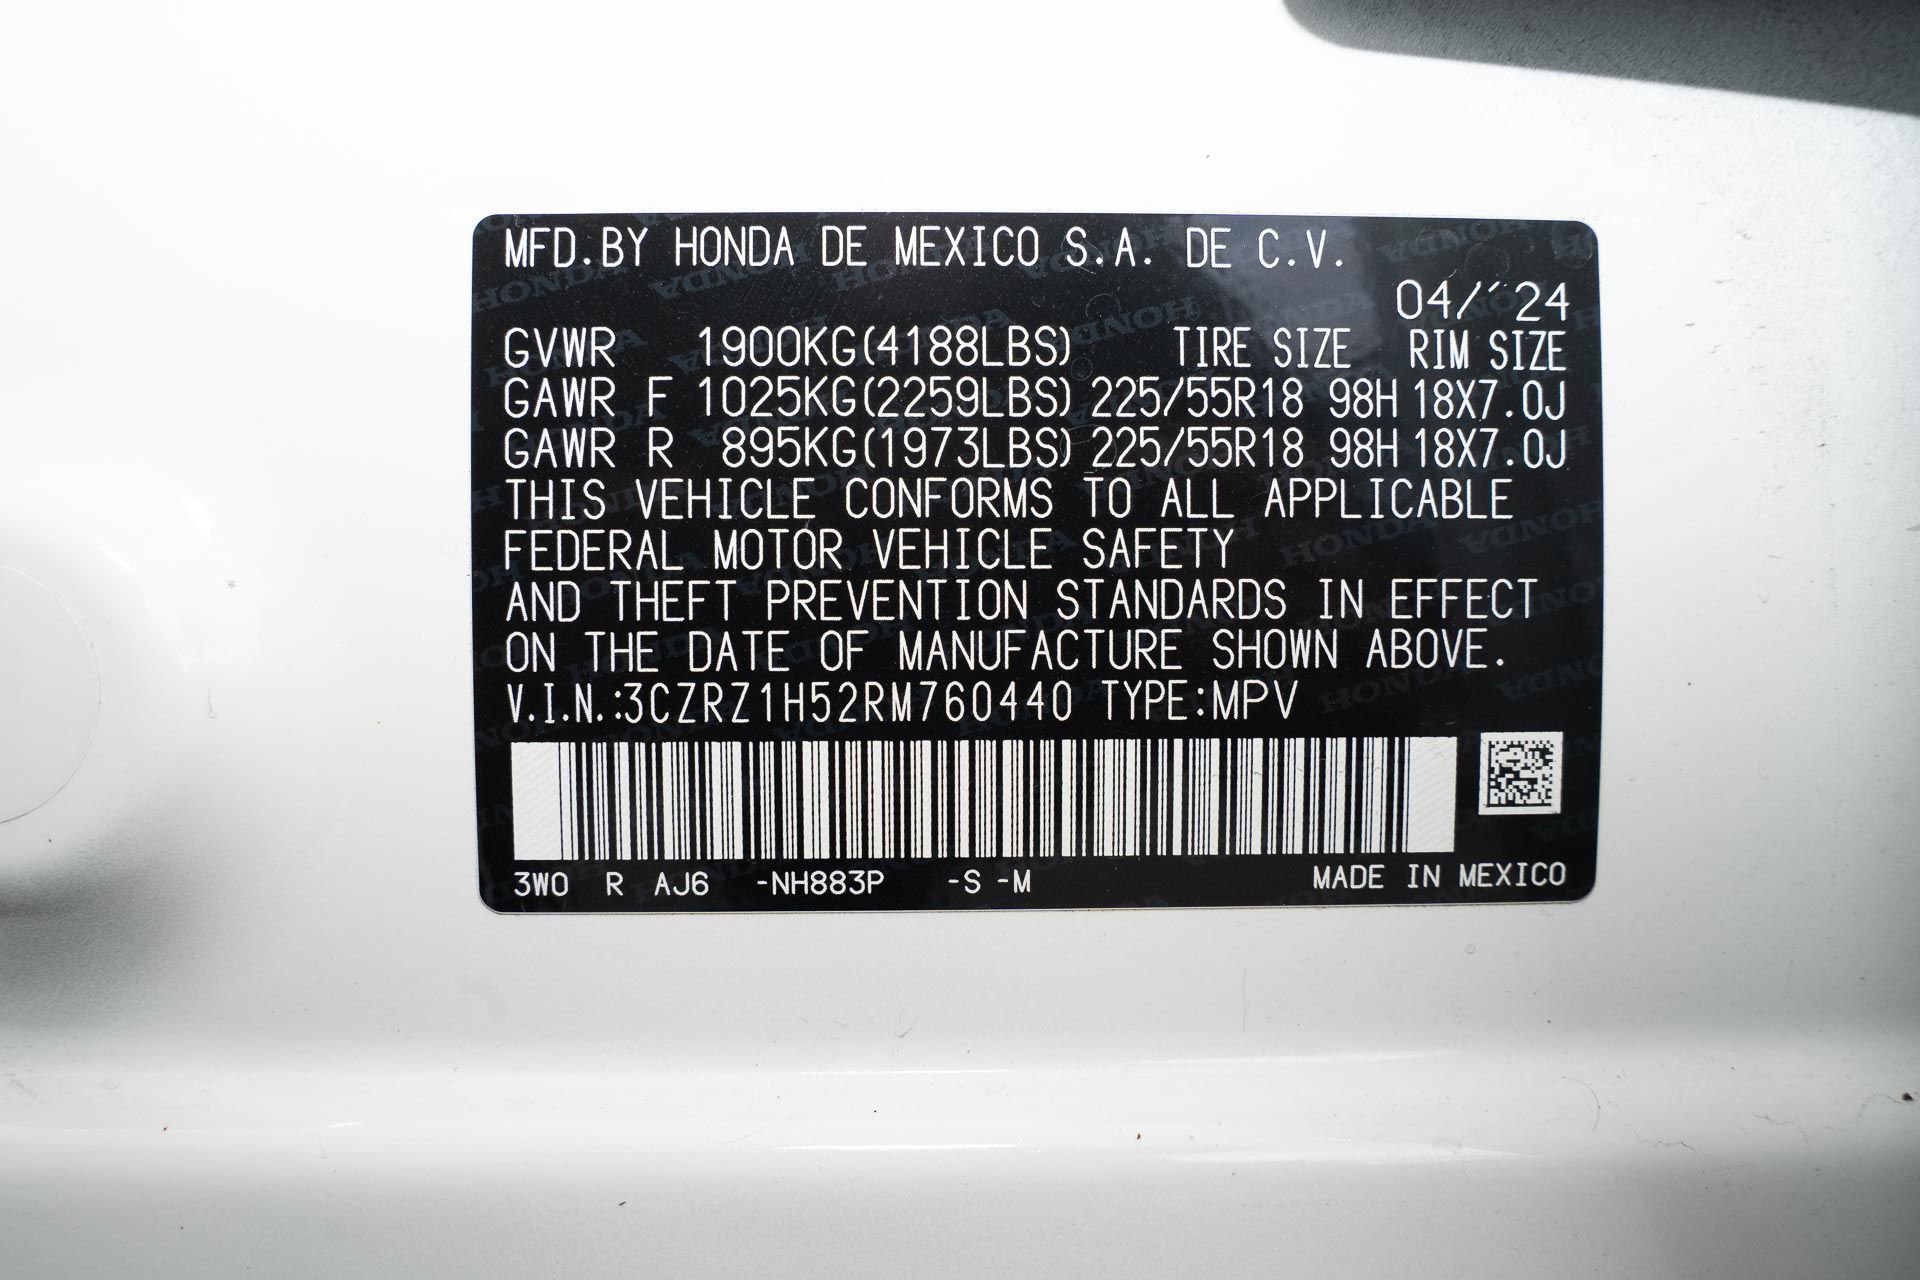 MFD.BY HONDA DE MEXICO S.A. DE C.V.
04/´24
GVWR 1900KG(4188LBS) TIRE SIZE RIM SIZE
GAWR F 1025KG(2259LBS) 225/55R18 98H 18X7.0J
GAWR R 895KG(1973LBS) 225/55R18 98H 18X7.0J
THIS VEHICLE CONFORMS TO ALL APPLICABLE
FEDERAL MOTOR VEHICLE SAFETY
AND THEFT PREVENTION STANDARDS IN EFFECT
ON THE DATE OF MANUFACTURE SHOWN ABOVE.
V.I.N.:3CZRZ1H52RM760440 TYPE:MPV
3W0 R AJ6 -NH883P -S -M MADE IN MEXICO